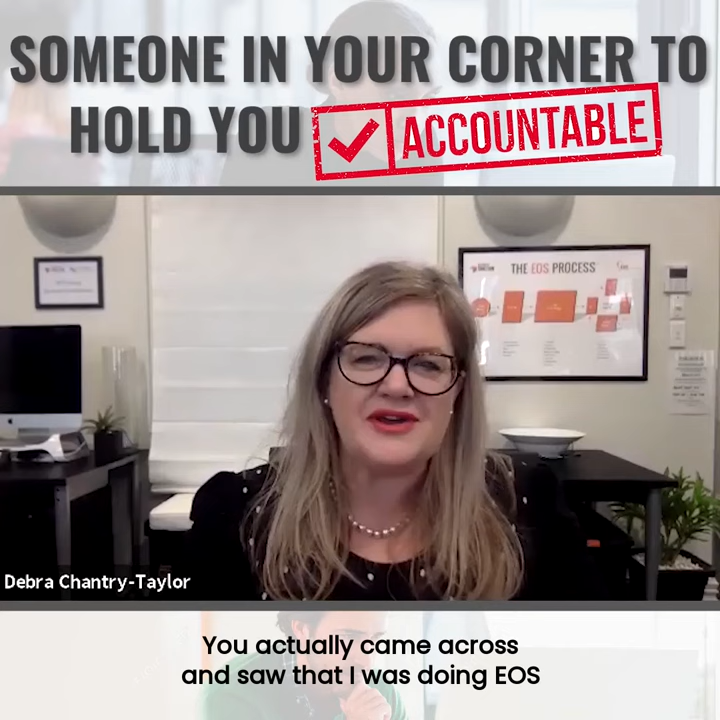 SOMEONE IN YOUR CORNER TO
HOLD YOU ACCOUNTABLE
THE EOS PROCESS
Debra Chantry-Taylor
You actually came across
and saw that I was doing EOS